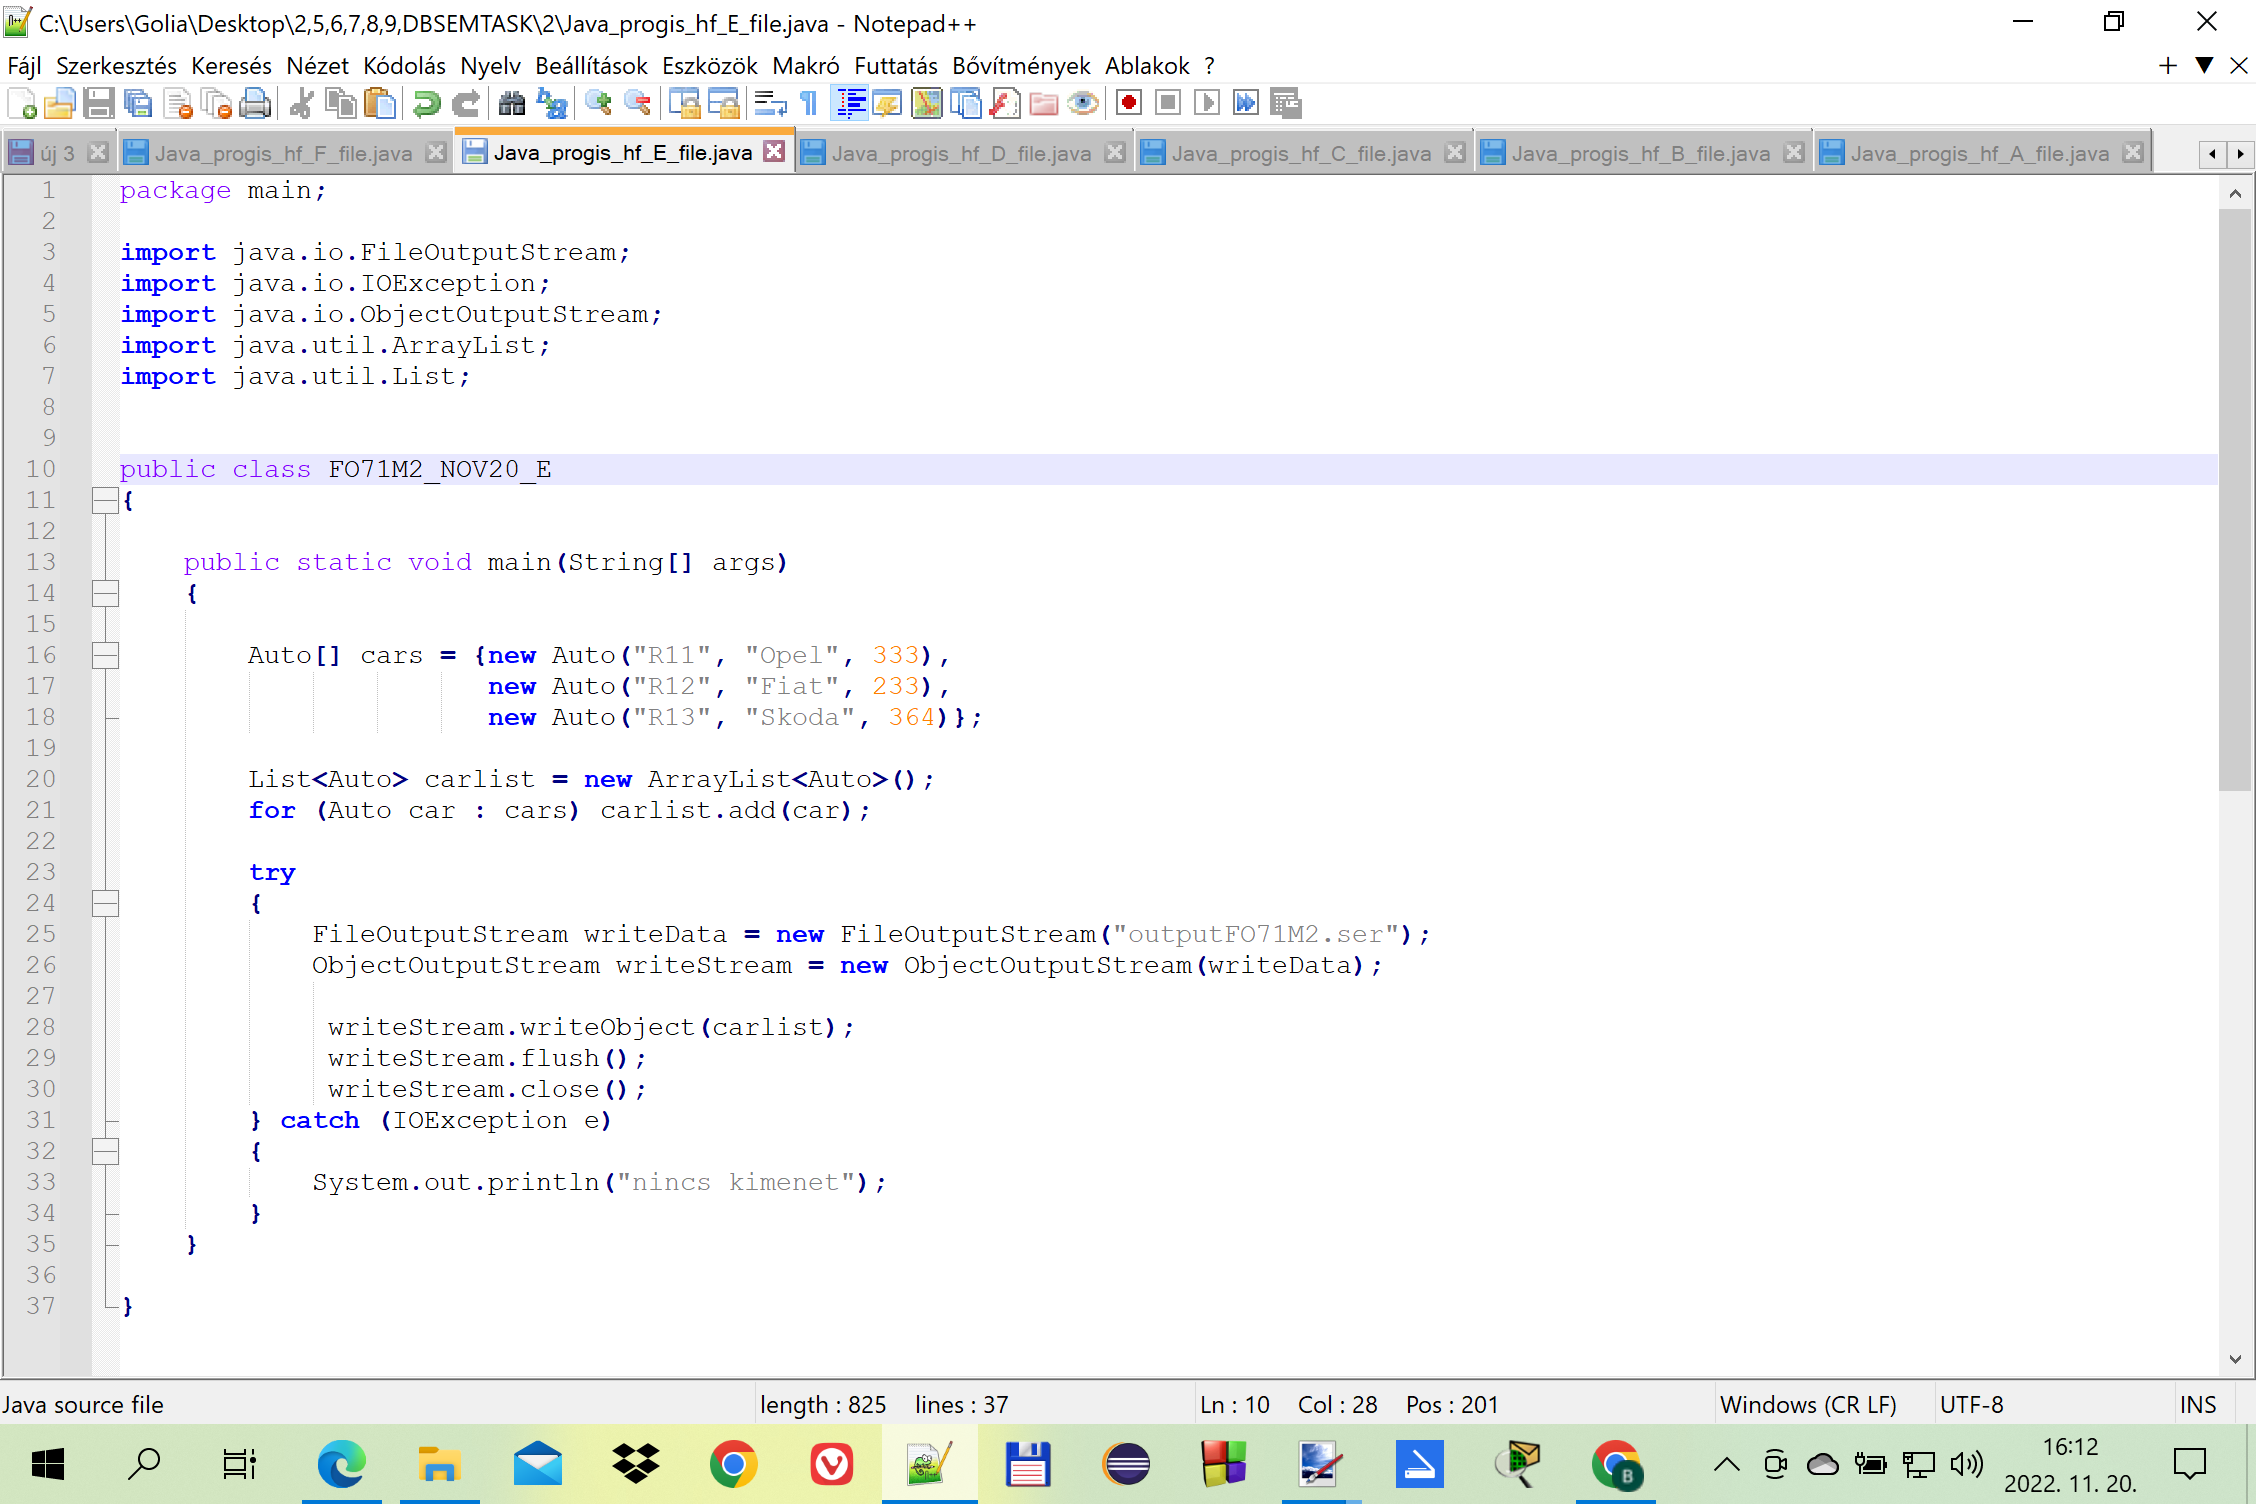 C:\Users\Golia\Desktop\2,5,6,7,8,9,DBSEMTASK\2\Java_progis_hf_E_file.java - Notepad++
Fájl Szerkesztés Keresés Nézet Kódolás Nyelv Beállítások Eszközök Makró Futtatás Bővítmények Ablakok ?
új 3 Java_progis_hf_F_file.java Java_progis_hf_E_file.java Java_progis_hf_D_file.java Java_progis_hf_C_file.java Java_progis_hf_B_file.java Java_progis_hf_A_file.java
1 package main;
2
3 import java.io.FileOutputStream;
4 import java.io.IOException;
5 import java.io.ObjectOutputStream;
6 import java.util.ArrayList;
7 import java.util.List;
8
9
10 public class FO71M2_NOV20_E
11 {
12
13     public static void main(String[] args)
14     {
15
16         Auto[] cars = {new Auto("R11", "Opel", 333),
17                        new Auto("R12", "Fiat", 233),
18                        new Auto("R13", "Skoda", 364)};
19
20         List<Auto> carlist = new ArrayList<Auto>();
21         for (Auto car : cars) carlist.add(car);
22
23         try
24         {
25             FileOutputStream writeData = new FileOutputStream("outputFO71M2.ser");
26             ObjectOutputStream writeStream = new ObjectOutputStream(writeData);
27
28              writeStream.writeObject(carlist);
29              writeStream.flush();
30              writeStream.close();
31         } catch (IOException e)
32         {
33             System.out.println("nincs kimenet");
34         }
35     }
36
37 }
Java source file length : 825 lines : 37 Ln : 10 Col : 28 Pos : 201 Windows (CR LF) UTF-8 INS
B
16:12
2022. 11. 20.